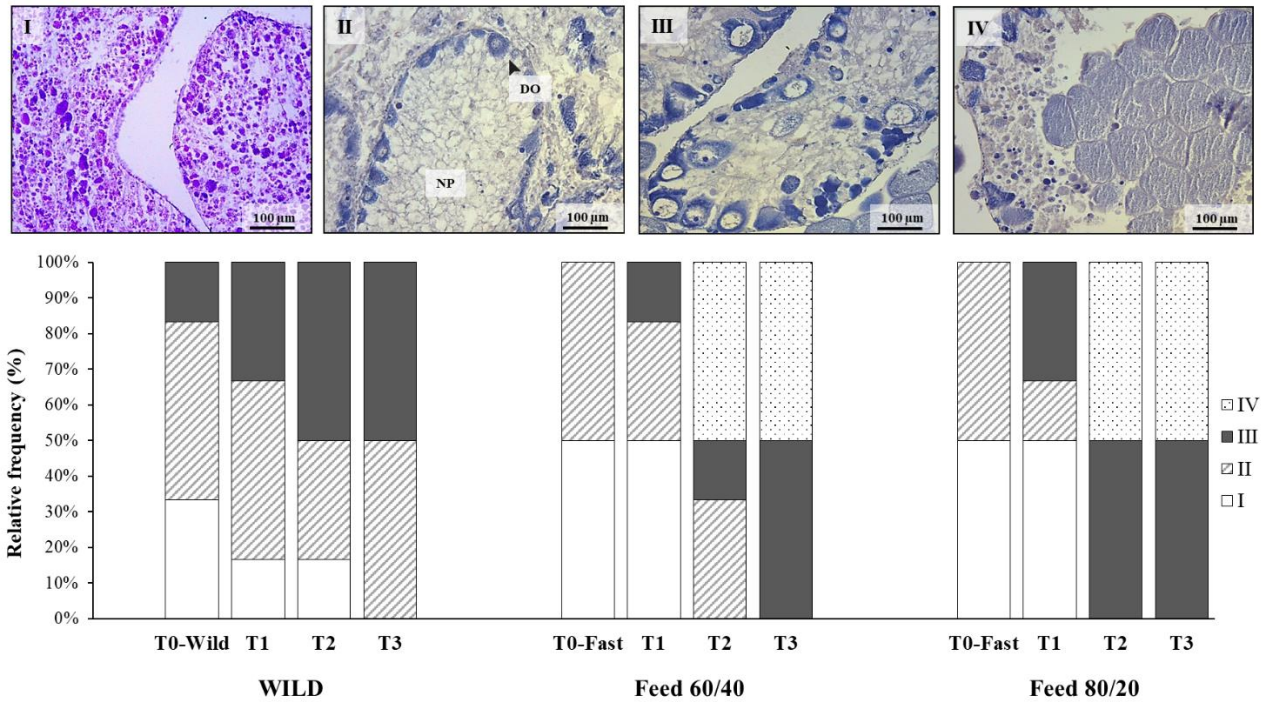 I
II
III
IV
DO
NP
100 µm
100 µm
100 µm
100 µm
Relative frequency (%)
100%
90%
80%
70%
60%
50%
40%
30%
20%
10%
0%
IV
III
II
I
T0-Wild T1 T2 T3
T0-Fast T1 T2 T3
T0-Fast T1 T2 T3
WILD
Feed 60/40
Feed 80/20